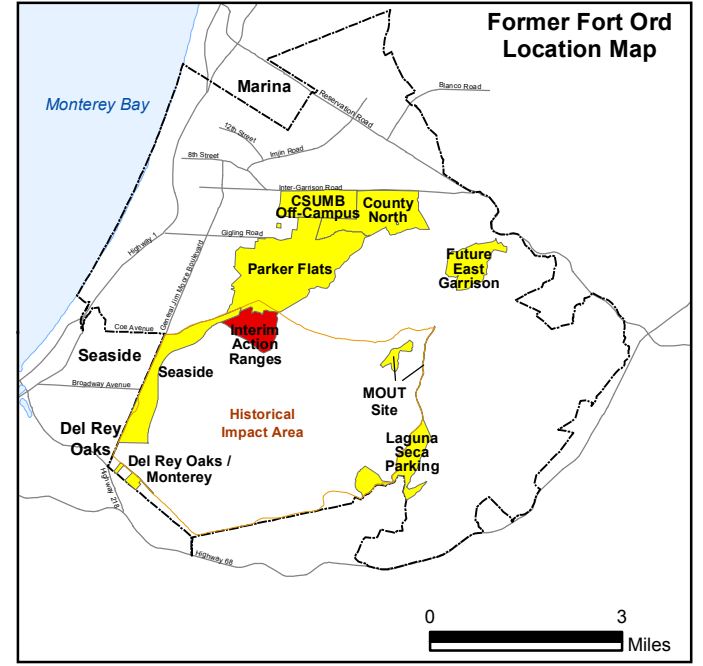 Former Fort Ord
Location Map
Marina
Monterey Bay
Blanco Road
Reservation Road
12th Street
Imjin Road
8th Street
Inter-Garrison Road
CSUMB
Off-Campus
County
North
Gigling Road
Highway 1
General Jim Moore Boulevard
Parker Flats
Future
East
Garrison
Coe Avenue
Interim
Action
Ranges
Seaside
Seaside
Broadway Avenue
MOUT
Site
Historical
Impact Area
Del Rey
Oaks
Laguna
Seca
Parking
Del Rey Oaks /
Monterey
Highway 218
Highway 68
0
3
Miles